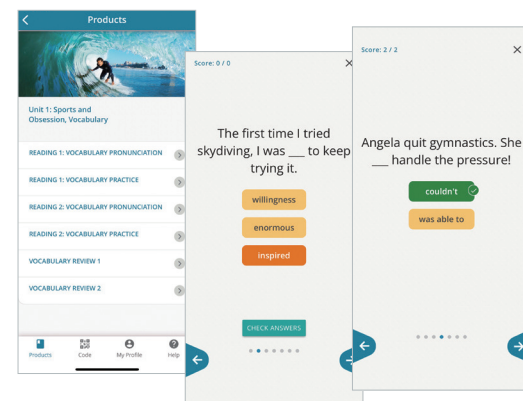 Products
Unit 1: Sports and
Obsession, Vocabulary
READING 1: VOCABULARY PRONUNCIATION
READING 1: VOCABULARY PRACTICE
READING 2: VOCABULARY PRONUNCIATION
READING 2: VOCABULARY PRACTICE
VOCABULARY REVIEW 1
VOCABULARY REVIEW 2
Products
Code
My Profile
Help
Score: 0 / 0
The first time I tried
skydiving, I was __ to keep
trying it.
willingness
enormous
inspired
CHECK ANSWERS
Score: 2 / 2
Angela quit gymnastics. She
__ handle the pressure!
couldn't
was able to